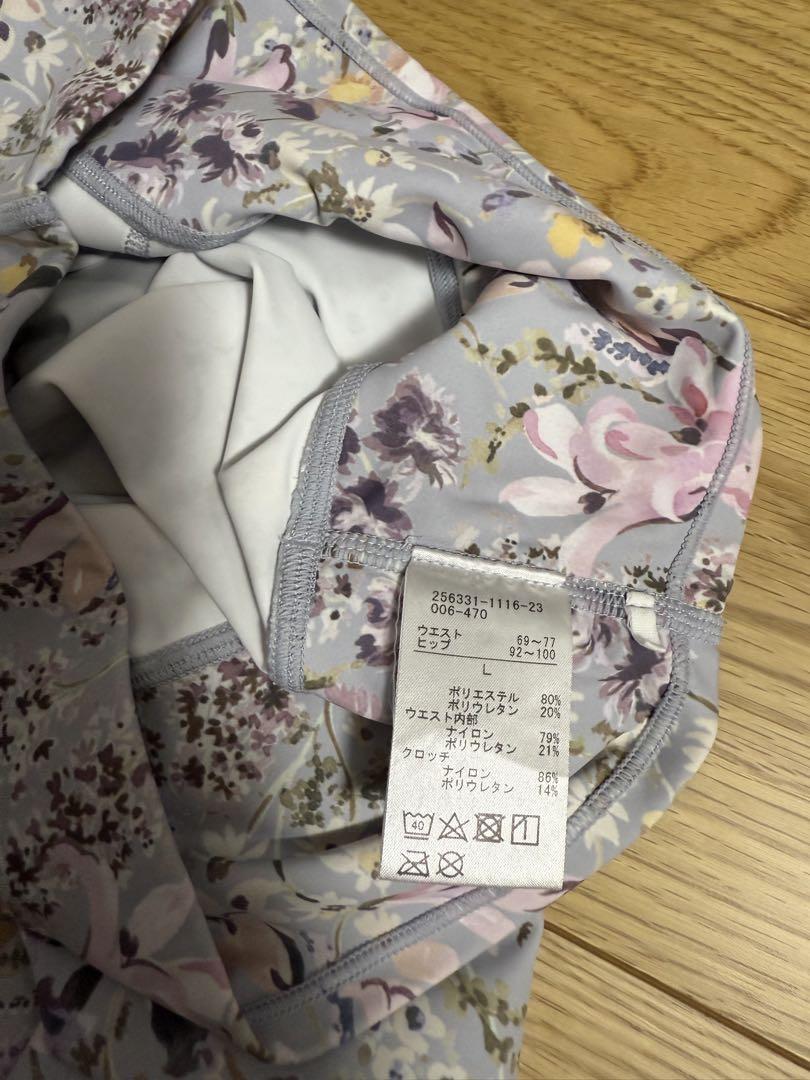 256331-1116-23
006-470
ウエスト 69～77
ヒップ 92～100
L
ポリエステル 80%
ポリウレタン 20%
ウエスト内部
ナイロン 79%
ポリウレタン 21%
クロッチ
ナイロン 86%
ポリウレタン 14%
40